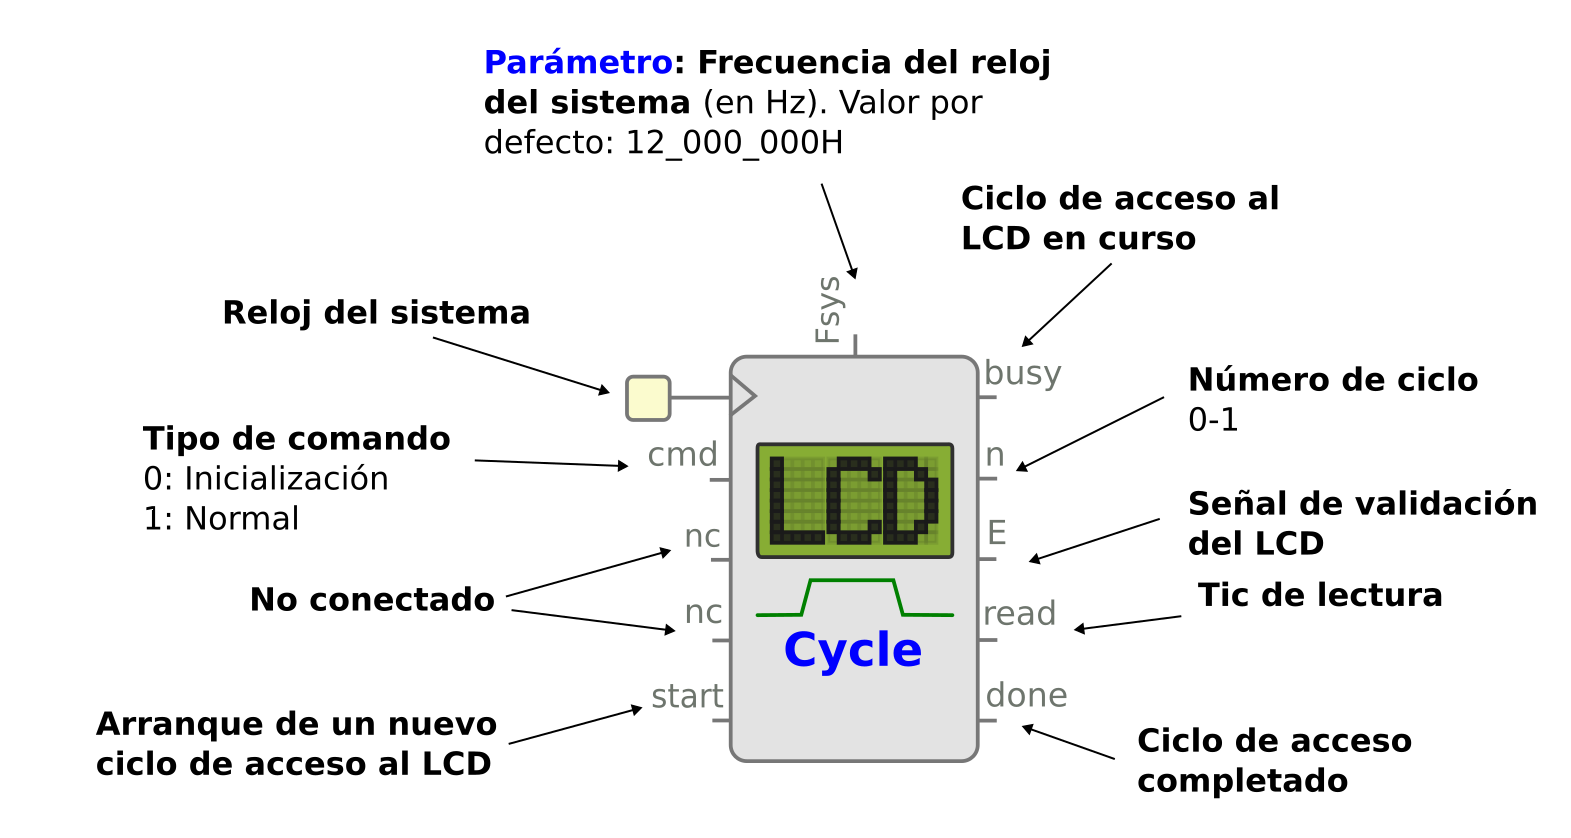 Parámetro: Frecuencia del reloj
del sistema (en Hz). Valor por
defecto: 12_000_000H
Ciclo de acceso al
LCD en curso
Fsys
Reloj del sistema
busy
Número de ciclo
0-1
Tipo de comando
0: Inicialización
1: Normal
cmd
n
LCD
Señal de validación
del LCD
nc
E
No conectado
nc
read
Tic de lectura
Cycle
start
done
Arranque de un nuevo
ciclo de acceso al LCD
Ciclo de acceso
completado